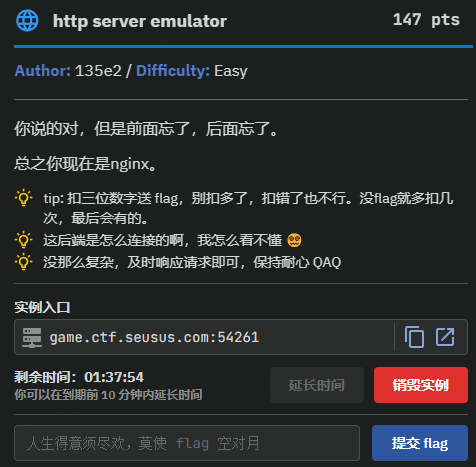 http server emulator
147 pts
Author: 135e2 / Difficulty: Easy
你说的对，但是前面忘了，后面忘了。
总之你现在是nginx。
tip: 扣三位数字送 flag，别扣多了，扣错了也不行。没flag就多扣几
次，最后会有的。
这后端是怎么连接的啊，我怎么看不懂 😨
没那么复杂，及时响应请求即可，保持耐心 QAQ
实例入口
game.ctf.seusus.com:54261
剩余时间：01:37:54
你可以在到期前 10 分钟内延长时间
延长时间
销毁实例
人生得意须尽欢，莫使 flag 空对月
提交 flag